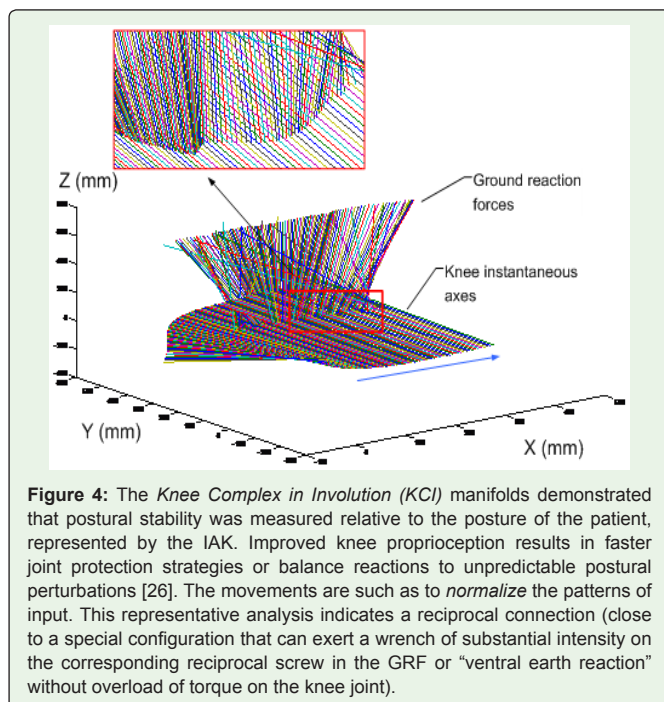 Z (mm)
Ground reaction
forces
Knee instantaneous
axes
Y (mm)
X (mm)
Figure 4: The Knee Complex in Involution (KCI) manifolds demonstrated
that postural stability was measured relative to the posture of the patient,
represented by the IAK. Improved knee proprioception results in faster
joint protection strategies or balance reactions to unpredictable postural
perturbations [26]. The movements are such as to normalize the patterns of
input. This representative analysis indicates a reciprocal connection (close
to a special configuration that can exert a wrench of substantial intensity on
the corresponding reciprocal screw in the GRF or “ventral earth reaction”
without overload of torque on the knee joint).